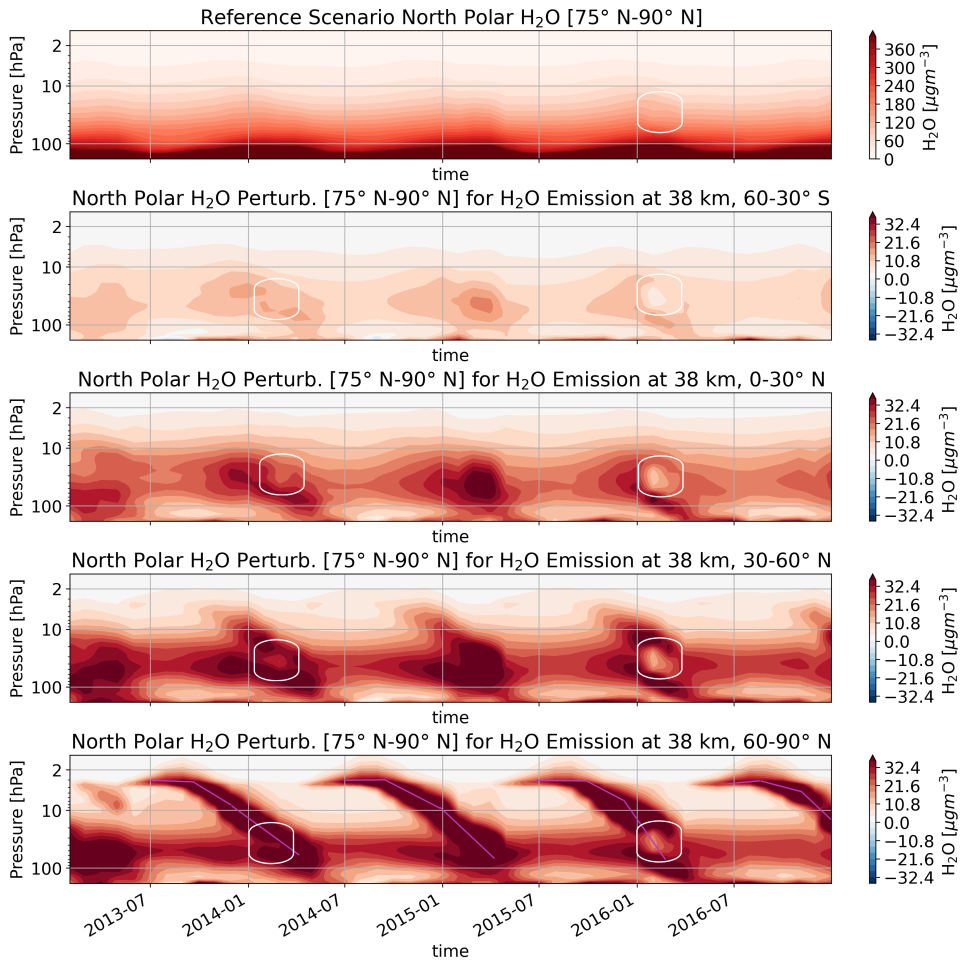 Reference Scenario North Polar H₂O [75° N-90° N]
Pressure [hPa]
2
10
100
time
360
300
240
180
120
60
0
H₂O [μgm⁻³]
North Polar H₂O Perturb. [75° N-90° N] for H₂O Emission at 38 km, 60-30° S
Pressure [hPa]
2
10
100
time
32.4
21.6
10.8
0.0
−10.8
−21.6
−32.4
H₂O [μgm⁻³]
North Polar H₂O Perturb. [75° N-90° N] for H₂O Emission at 38 km, 0-30° N
Pressure [hPa]
2
10
100
time
32.4
21.6
10.8
0.0
−10.8
−21.6
−32.4
H₂O [μgm⁻³]
North Polar H₂O Perturb. [75° N-90° N] for H₂O Emission at 38 km, 30-60° N
Pressure [hPa]
2
10
100
time
32.4
21.6
10.8
0.0
−10.8
−21.6
−32.4
H₂O [μgm⁻³]
North Polar H₂O Perturb. [75° N-90° N] for H₂O Emission at 38 km, 60-90° N
Pressure [hPa]
2
10
100
2013-07
2014-01
2014-07
2015-01
2015-07
2016-01
2016-07
time
32.4
21.6
10.8
0.0
−10.8
−21.6
−32.4
H₂O [μgm⁻³]